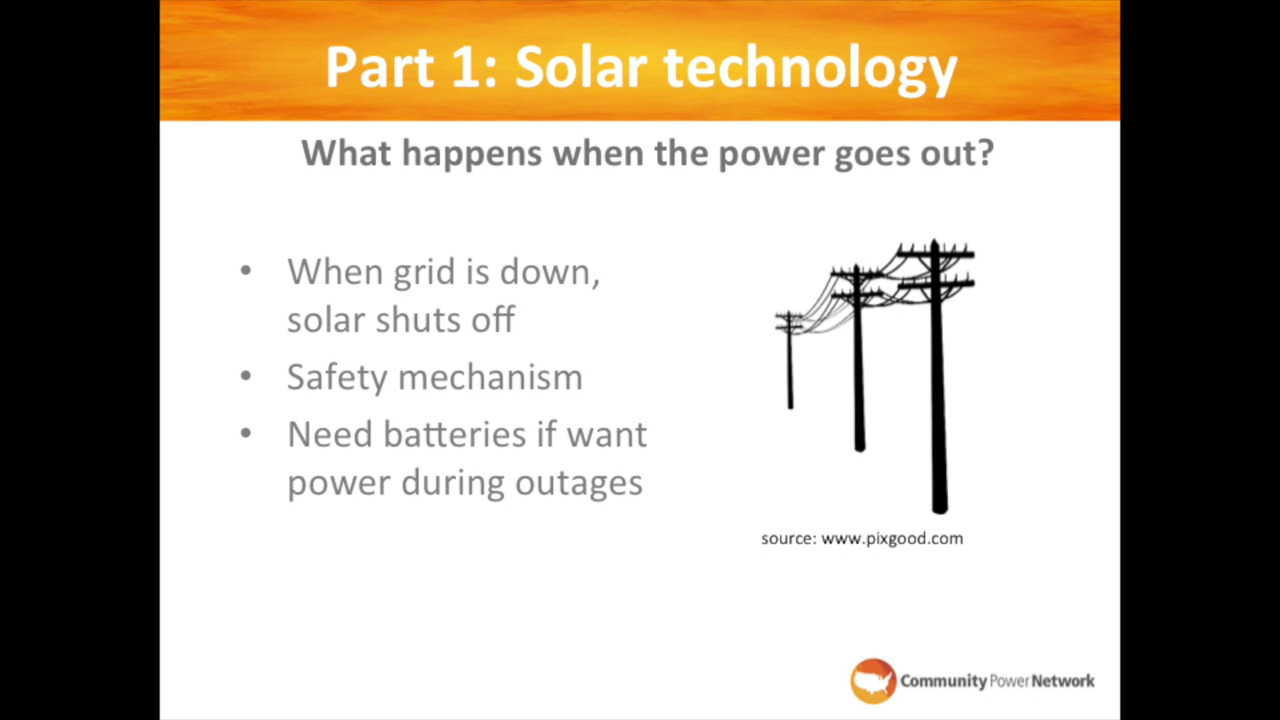 Part 1: Solar technology
What happens when the power goes out?
• When grid is down,
solar shuts off
• Safety mechanism
• Need batteries if want
power during outages
source: www.pixgood.com
Community Power Network